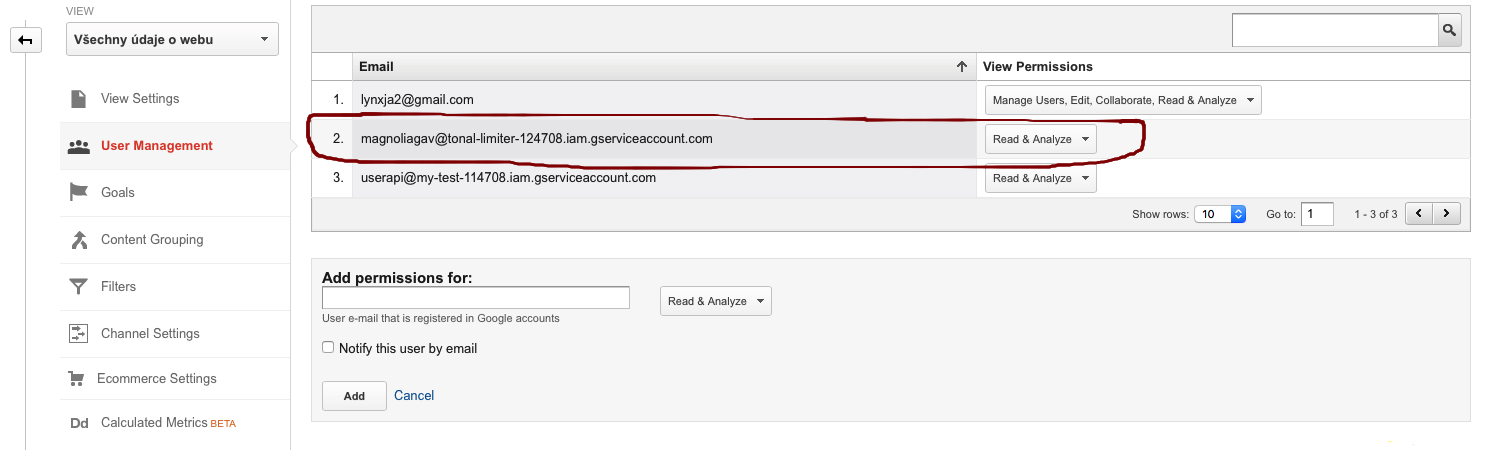 VIEW
Všechny údaje o webu
View Settings
User Management
Goals
Content Grouping
Filters
Channel Settings
Ecommerce Settings
Dd Calculated Metrics BETA
Email View Permissions
1. lynxja2@gmail.com Manage Users, Edit, Collaborate, Read & Analyze
2. magnoliagav@tonal-limiter-124708.iam.gserviceaccount.com Read & Analyze
3. userapi@my-test-114708.iam.gserviceaccount.com Read & Analyze
Show rows: 10 Go to: 1 1 - 3 of 3
Add permissions for:
Read & Analyze
User e-mail that is registered in Google accounts
Notify this user by email
Add Cancel